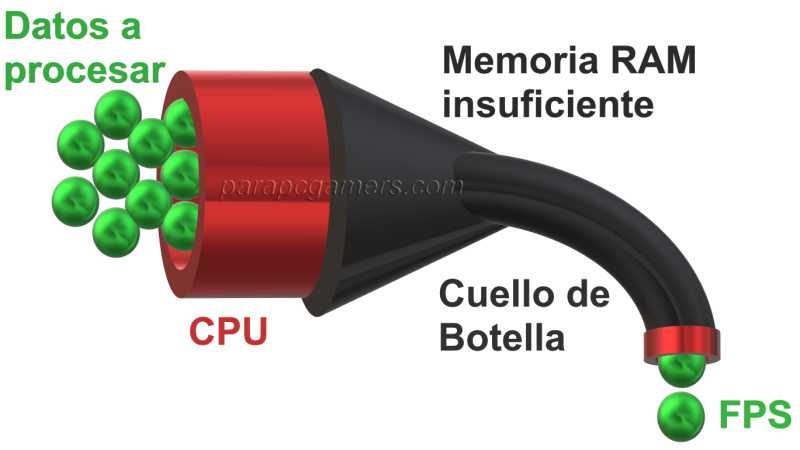 Datos a
procesar
Memoria RAM
insuficiente
parapcgamers.com
Cuello de
Botella
CPU
FPS